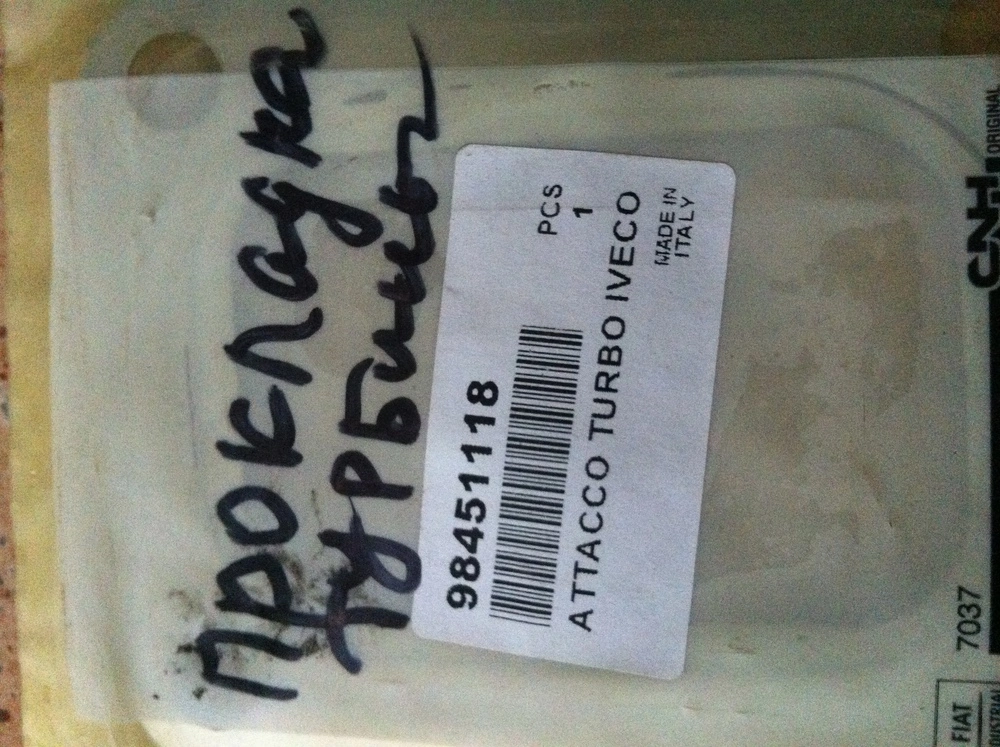 Прокладка
турбины
98451118
PCS
1
ATTACCO TURBO IVECO
MADE IN
ITALY
7037
CNH
ORIGINAL
FIAT